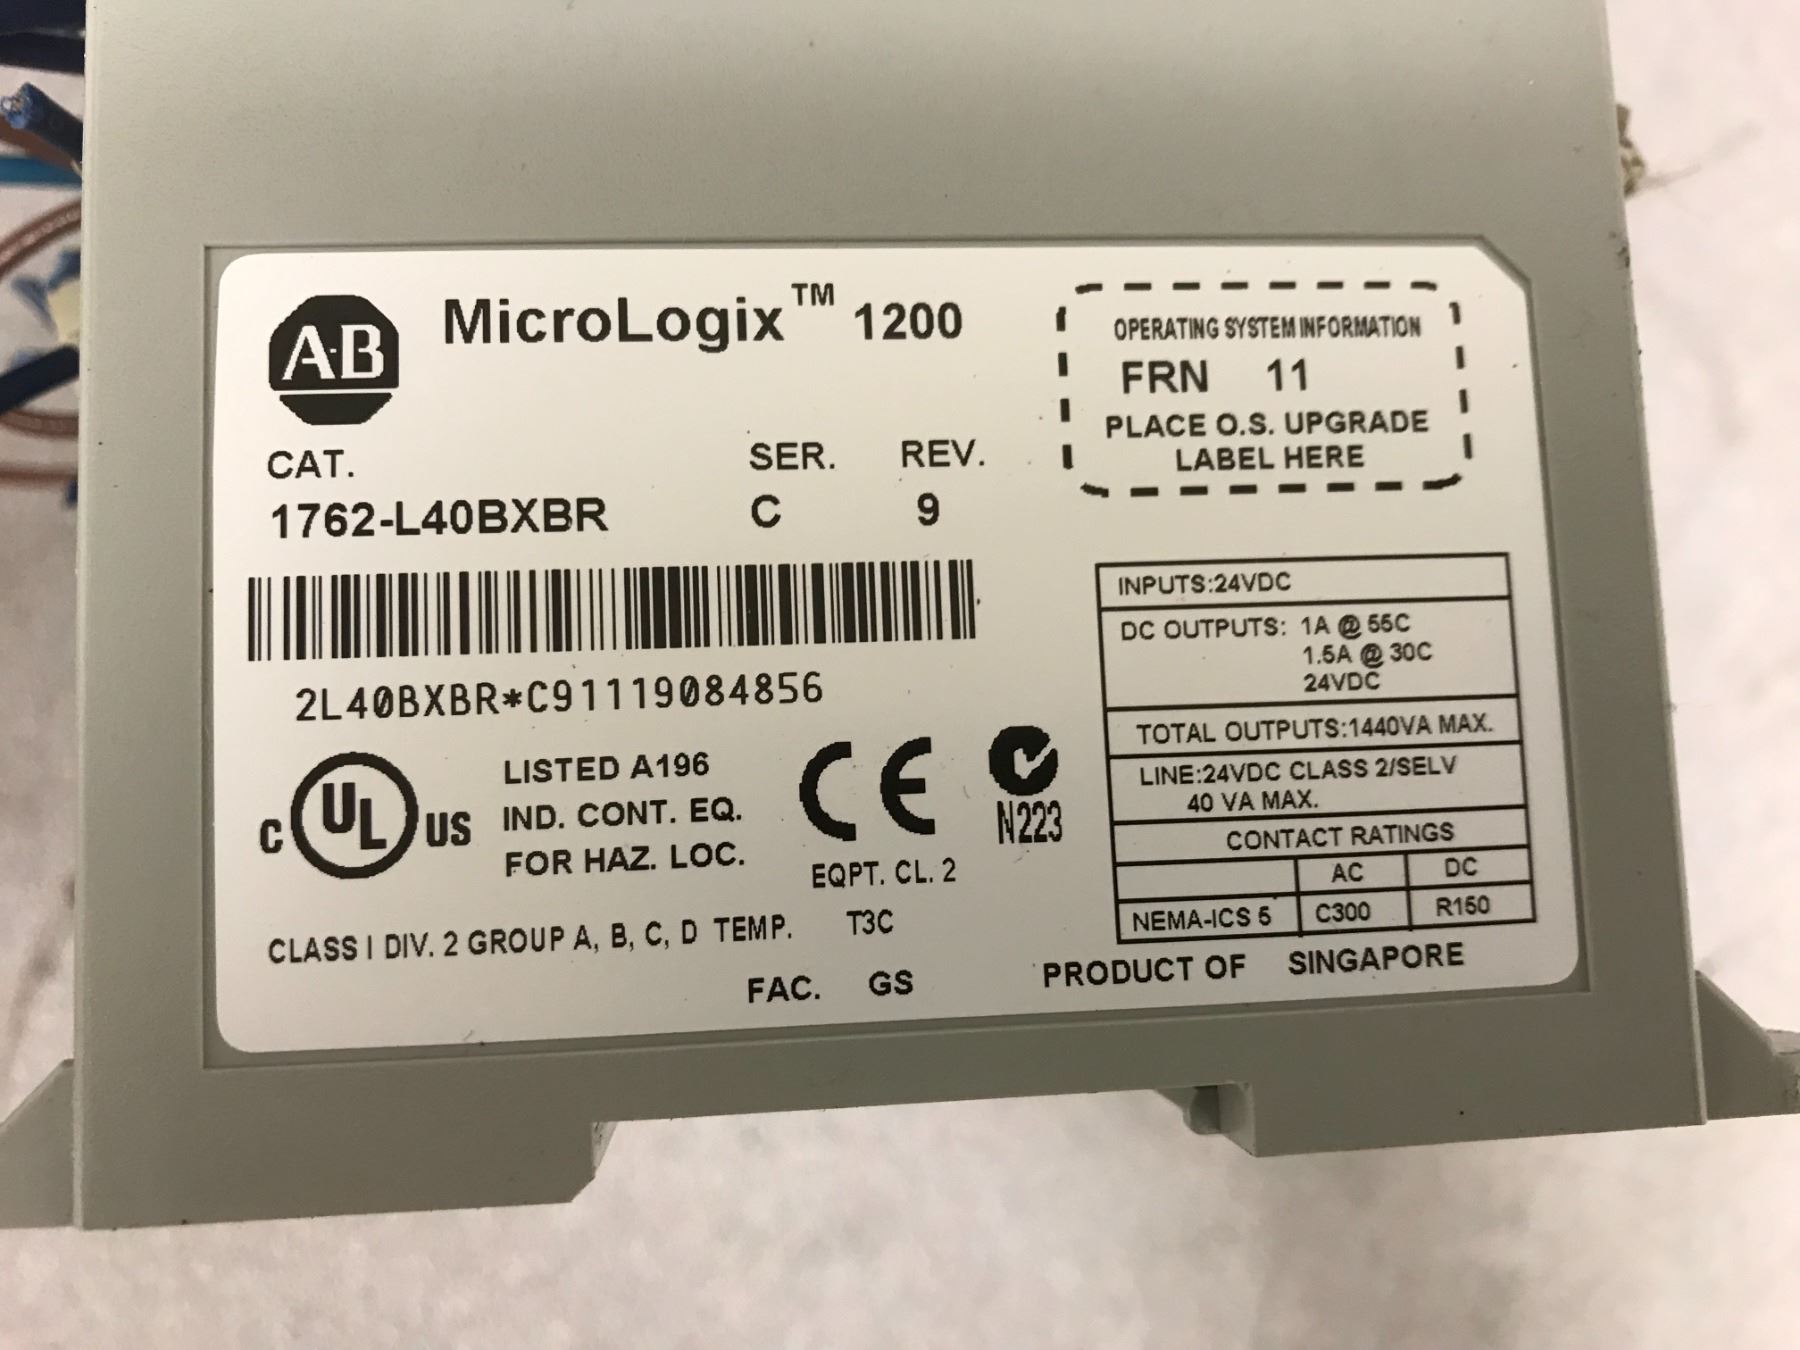 A-B
MicroLogix™ 1200
OPERATING SYSTEM INFORMATION
FRN 11
PLACE O.S. UPGRADE
LABEL HERE
CAT. SER. REV.
1762-L40BXBR C 9
2L40BXBR*C91119084856
INPUTS:24VDC
DC OUTPUTS: 1A @ 55C
1.5A @ 30C
24VDC
TOTAL OUTPUTS:1440VA MAX.
LINE:24VDC CLASS 2/SELV
40 VA MAX.
CONTACT RATINGS
AC DC
NEMA-ICS 5 C300 R150
C UL US
LISTED A196
IND. CONT. EQ.
FOR HAZ. LOC.
CE
EQPT. CL. 2
N223
CLASS I DIV. 2 GROUP A, B, C, D TEMP. T3C
FAC. GS
PRODUCT OF SINGAPORE